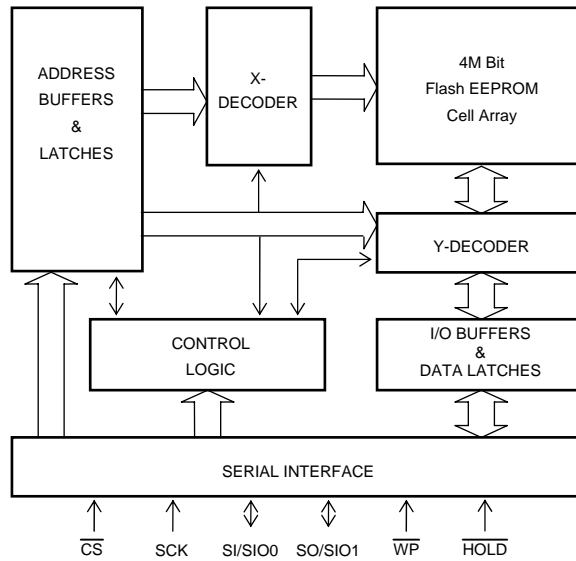 ADDRESS
BUFFERS
&
LATCHES
X-
DECODER
4M Bit
Flash EEPROM
Cell Array
Y-DECODER
CONTROL
LOGIC
I/O BUFFERS
&
DATA LATCHES
SERIAL INTERFACE
CS SCK SI/SIO0 SO/SIO1 WP HOLD